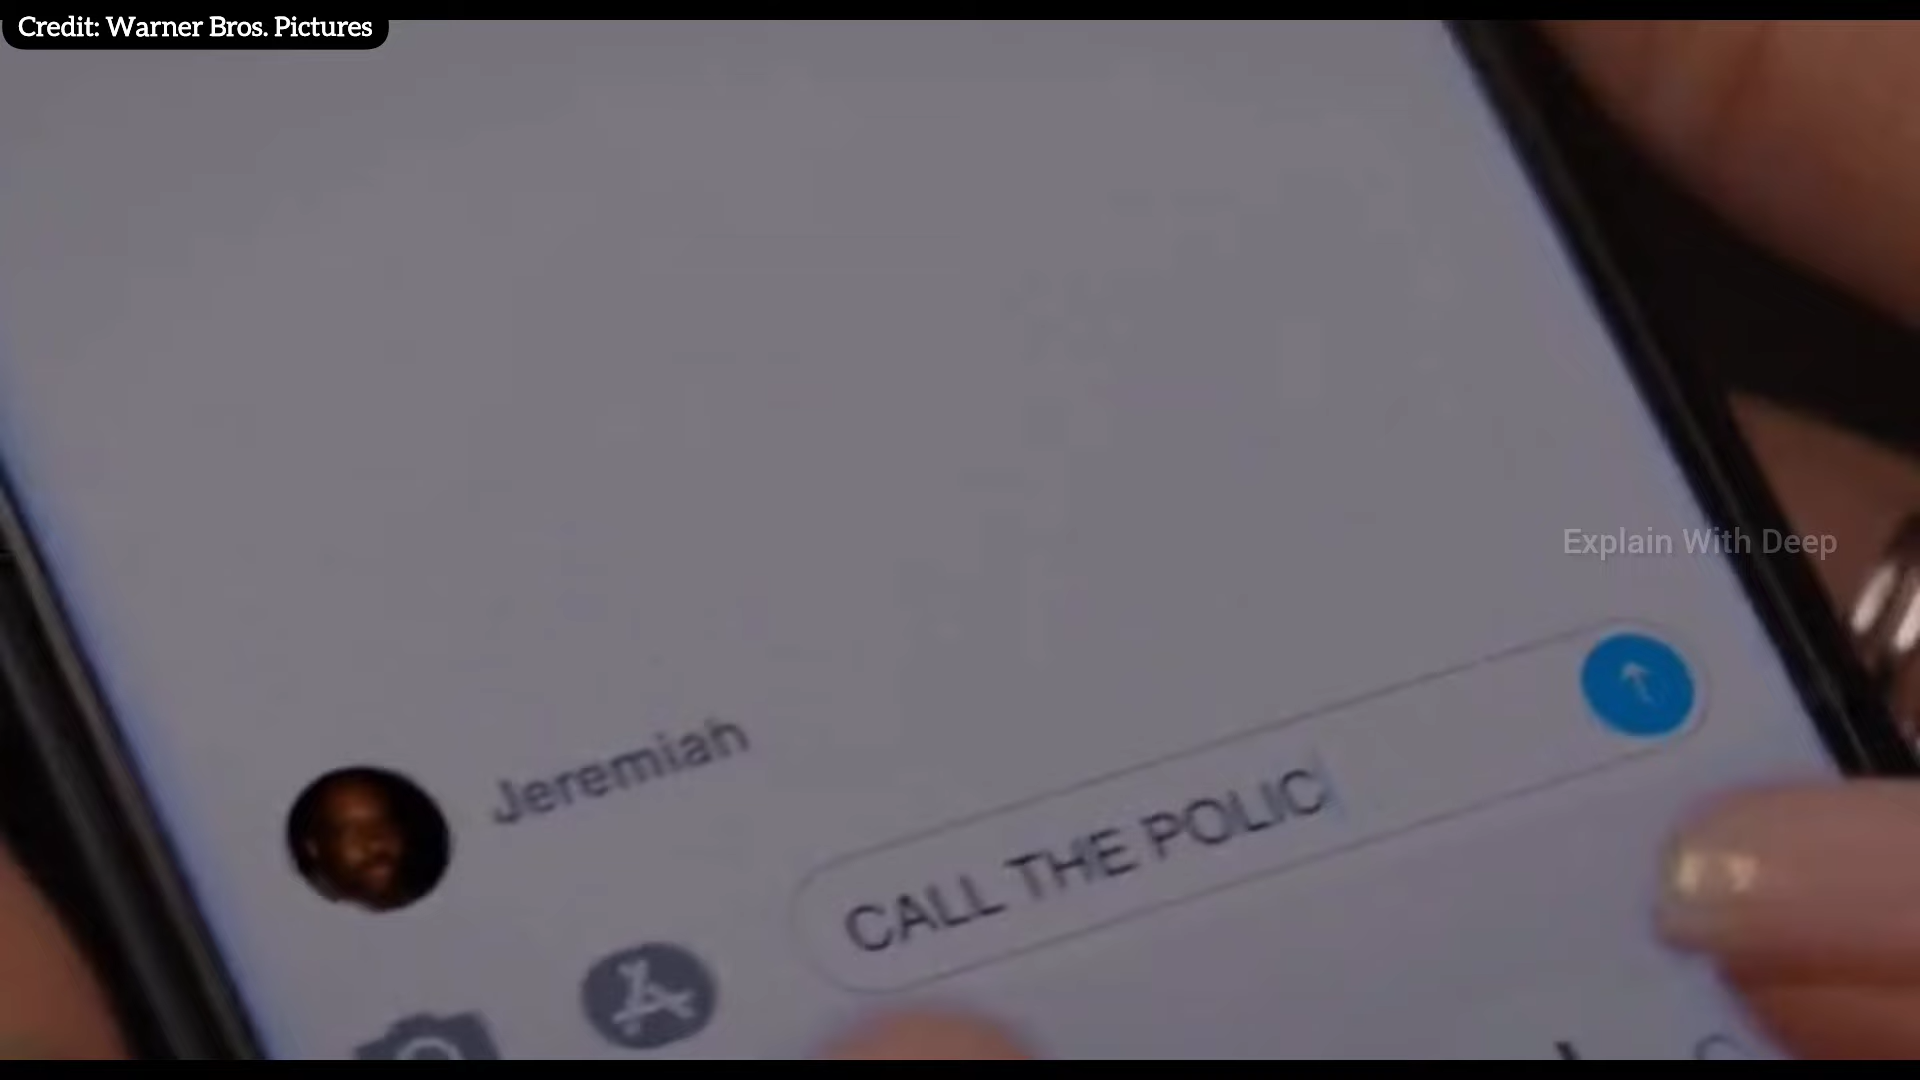 Credit: Warner Bros. Pictures
Explain With Deep
Jeremiah
CALL THE POLIC